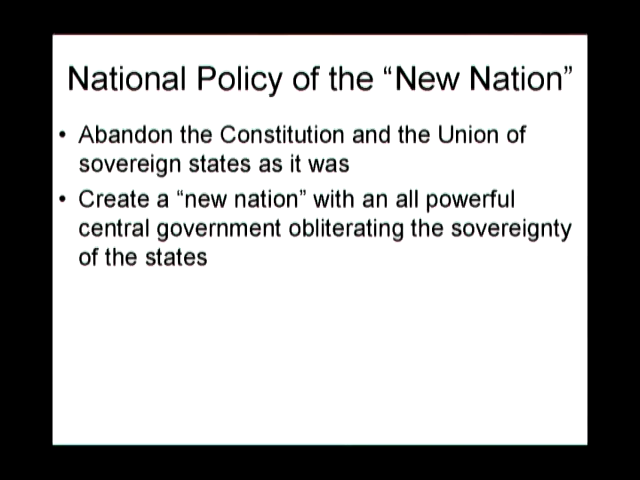 National Policy of the “New Nation”
• Abandon the Constitution and the Union of
sovereign states as it was
• Create a “new nation” with an all powerful
central government obliterating the sovereignty
of the states